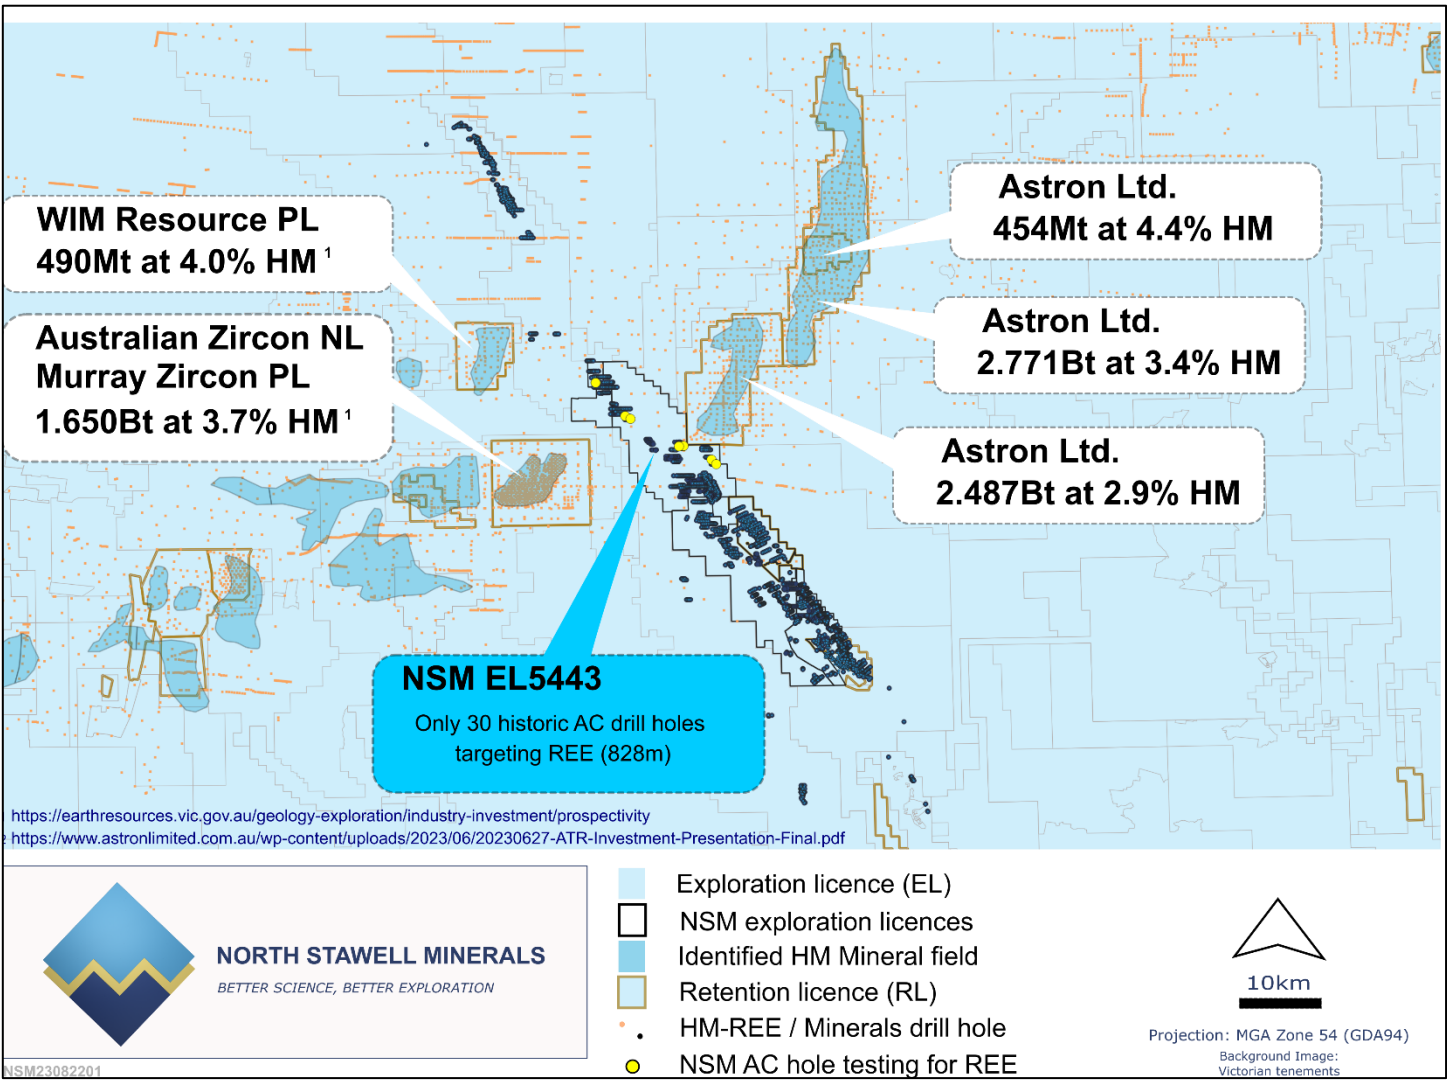 WIM Resource PL
490Mt at 4.0% HM 1
Australian Zircon NL
Murray Zircon PL
1.650Bt at 3.7% HM 1
Astron Ltd.
454Mt at 4.4% HM
Astron Ltd.
2.771Bt at 3.4% HM
Astron Ltd.
2.487Bt at 2.9% HM
NSM EL5443
Only 30 historic AC drill holes
targeting REE (828m)
https://earthresources.vic.gov.au/geology-exploration/industry-investment/prospectivity
2 https://www.astronlimited.com.au/wp-content/uploads/2023/06/20230627-ATR-Investment-Presentation-Final.pdf
NORTH STAWELL MINERALS
BETTER SCIENCE, BETTER EXPLORATION
NSM23082201
Exploration licence (EL)
NSM exploration licences
Identified HM Mineral field
Retention licence (RL)
HM-REE / Minerals drill hole
NSM AC hole testing for REE
10km
Projection: MGA Zone 54 (GDA94)
Background Image:
Victorian tenements